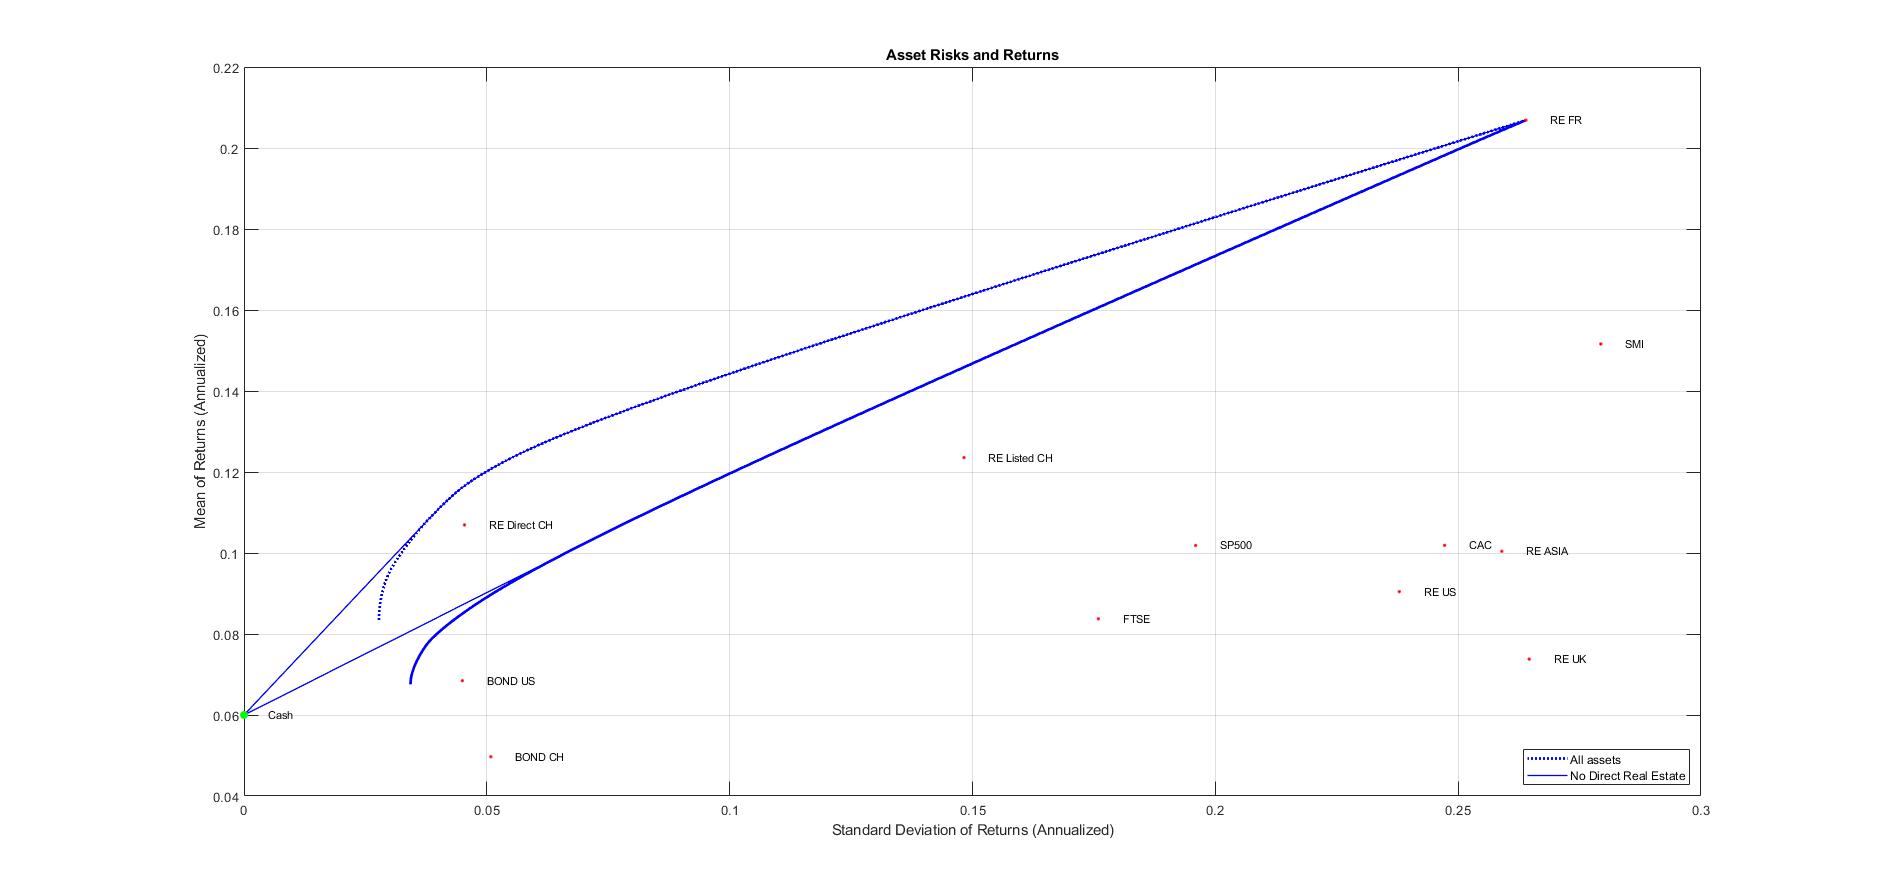 Asset Risks and Returns
0.22
RE FR
0.2
0.18
0.16
SMI
0.14
RE Listed CH
0.12
RE Direct CH
SP500
CAC
RE ASIA
0.1
RE US
FTSE
0.08
RE UK
BOND US
0.06
Cash
BOND CH
0.04
All assets
No Direct Real Estate
0
0.05
0.1
0.15
0.2
0.25
0.3
Standard Deviation of Returns (Annualized)
Mean of Returns (Annualized)